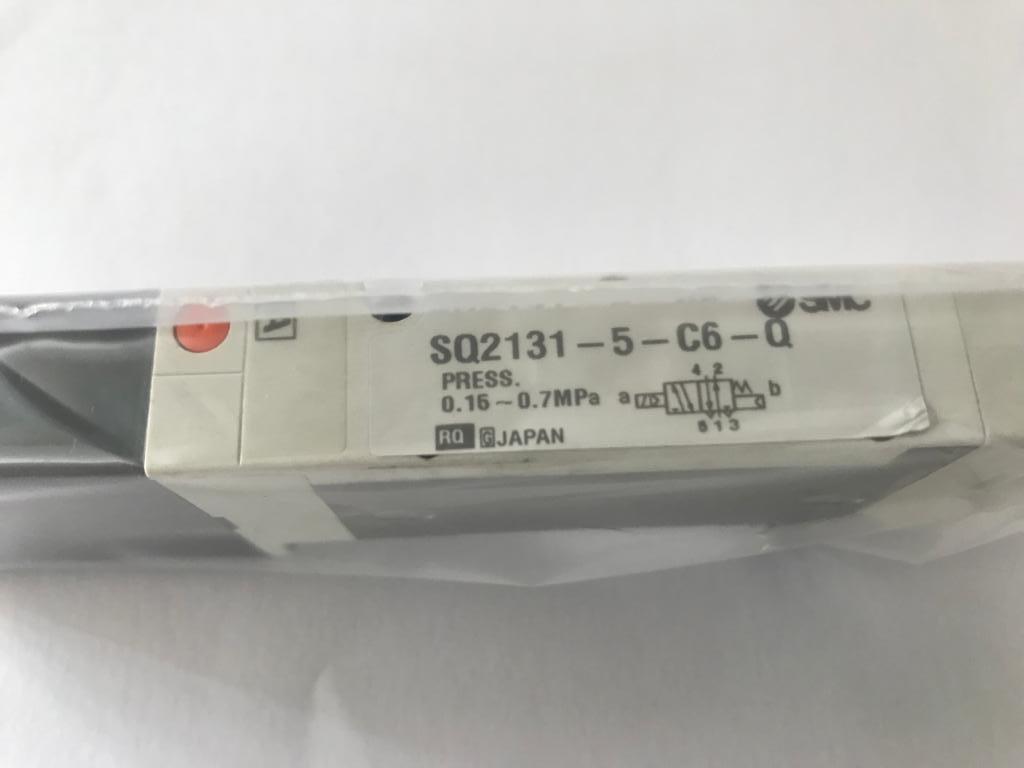 SMC
SQ2131-5-C6-Q
PRESS.
0.15~0.7MPa
a
4 2
b
5 1 3
RQ G JAPAN
A